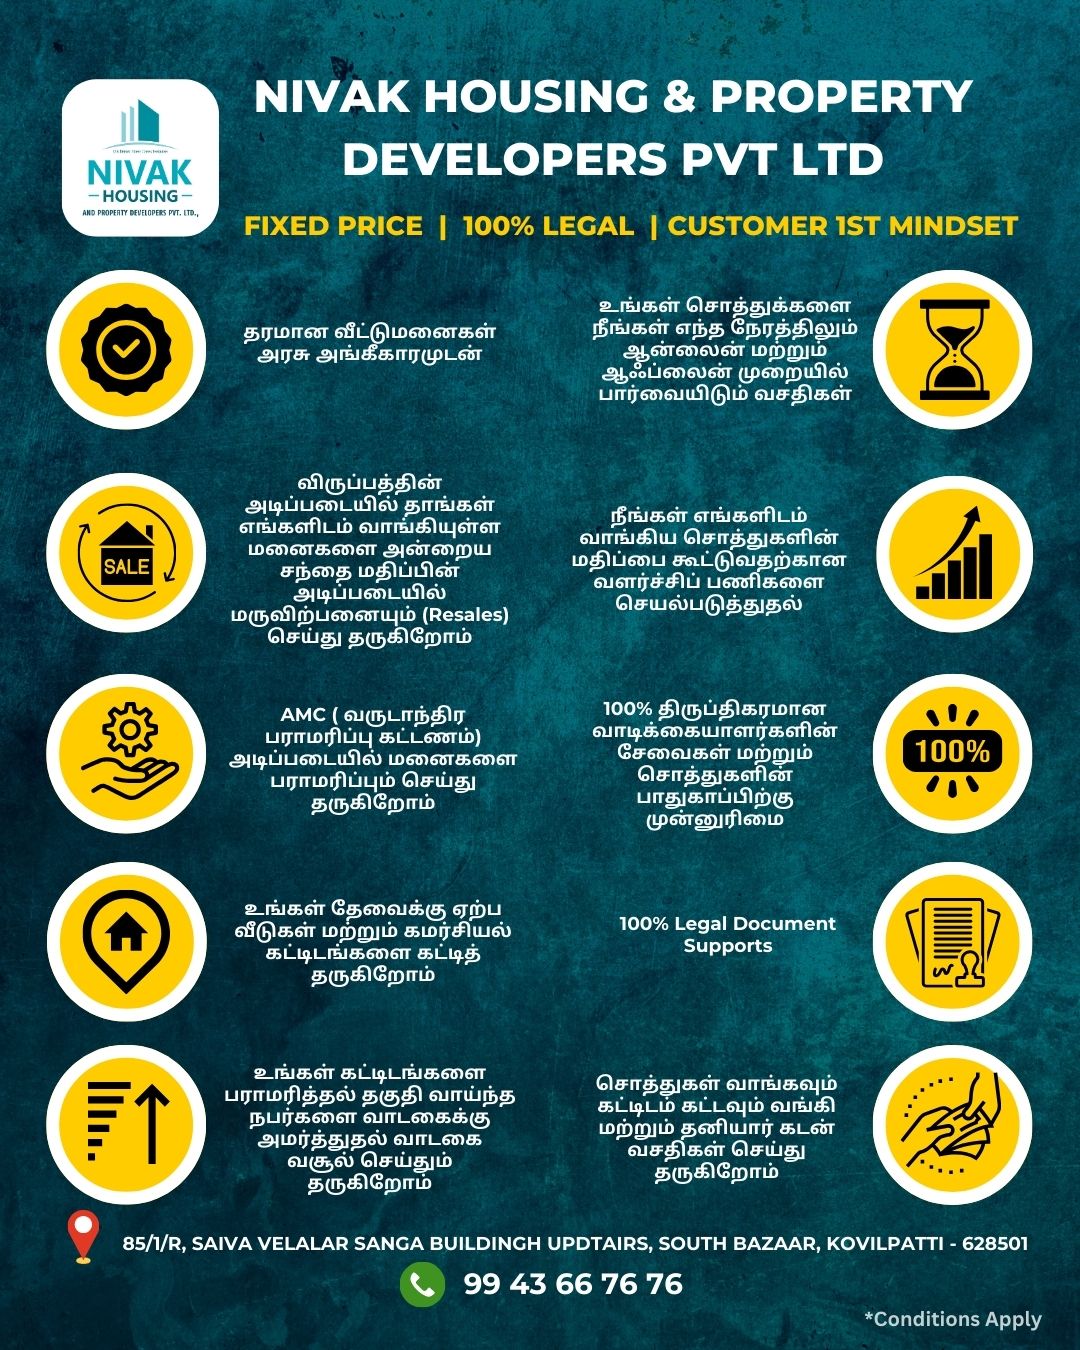 NIVAK
HOUSING
AND PROPERTY DEVELOPERS PVT. LTD.,
NIVAK HOUSING & PROPERTY
DEVELOPERS PVT LTD
FIXED PRICE | 100% LEGAL | CUSTOMER 1ST MINDSET
தரமான வீட்டுமனைகள்
அரசு அங்கீகாரமுடன்
உங்கள் சொத்துக்களை
நீங்கள் எந்த நேரத்திலும்
ஆன்லைன் மற்றும்
ஆஃப்லைன் முறையில்
பார்வையிடும் வசதிகள்
SALE
விருப்பத்தின்
அடிப்படையில் தாங்கள்
எங்களிடம் வாங்கியுள்ள
மனைகளை அன்றைய
சந்தை மதிப்பின்
அடிப்படையில்
மருவிற்பனையும் (Resales)
செய்து தருகிறோம்
நீங்கள் எங்களிடம்
வாங்கிய சொத்துகளின்
மதிப்பை கூட்டுவதற்கான
வளர்ச்சிப் பணிகளை
செயல்படுத்துதல்
AMC ( வருடாந்திர
பராமரிப்பு கட்டணம்)
அடிப்படையில் மனைகளை
பராமரிப்பும் செய்து
தருகிறோம்
100% திருப்திகரமான
வாடிக்கையாளர்களின்
சேவைகள் மற்றும்
சொத்துகளின்
பாதுகாப்பிற்கு
முன்னுரிமை
100%
உங்கள் தேவைக்கு ஏற்ப
வீடுகள் மற்றும் கமர்சியல்
கட்டிடங்களை கட்டித்
தருகிறோம்
100% Legal Document
Supports
உங்கள் கட்டிடங்களை
பராமரித்தல் தகுதி வாய்ந்த
நபர்களை வாடகைக்கு
அமர்த்துதல் வாடகை
வசூல் செய்தும்
தருகிறோம்
சொத்துகள் வாங்கவும்
கட்டிடம் கட்டவும் வங்கி
மற்றும் தனியார் கடன்
வசதிகள் செய்து
தருகிறோம்
85/1/R, SAIVA VELALAR SANGA BUILDINGH UPDTAIRS, SOUTH BAZAAR, KOVILPATTI - 628501
99 43 66 76 76
*Conditions Apply